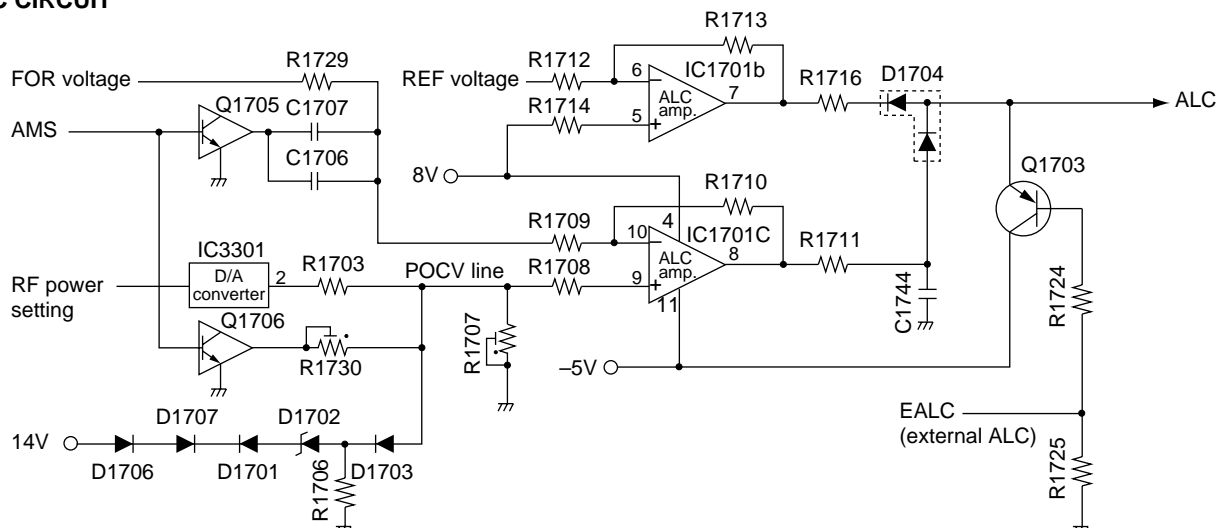 C CIRCUIT
FOR voltage
R1729
AMS
Q1705
C1707
C1706
REF voltage
R1712
R1713
6
IC1701b
ALC
amp.
7
R1714
5
R1716
D1704
ALC
8V
Q1703
R1709
R1710
4
10
IC1701C
ALC
amp.
8
R1711
R1708
9
11
C1744
R1724
RF power
setting
IC3301
D/A
converter
2
R1703
POCV line
Q1706
R1730
R1707
–5V
EALC
(external ALC)
R1725
14V
D1707
D1702
D1706
D1701
R1706
D1703